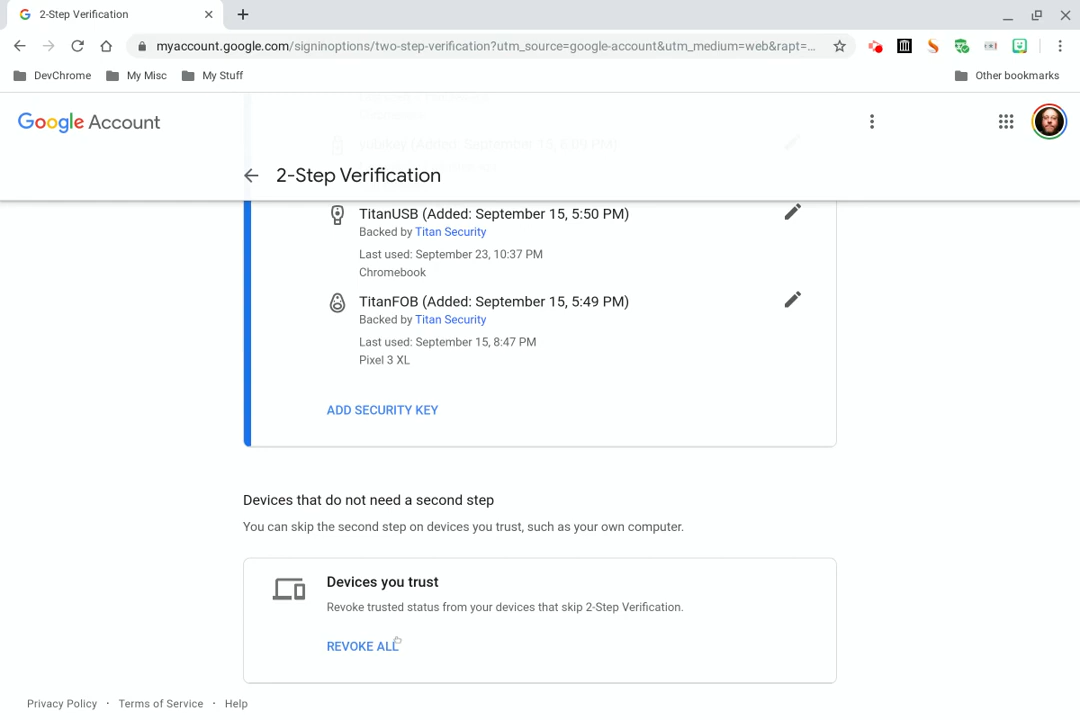 2-Step Verification
myaccount.google.com/signinoptions/two-step-verification?utm_source=google-account&utm_medium=web&rapt=...
DevChrome
My Misc
My Stuff
Other bookmarks
Google Account
(Added: September 15, 6:09 PM)
2-Step Verification
TitanUSB (Added: September 15, 5:50 PM)
Backed by Titan Security
Last used: September 23, 10:37 PM
Chromebook
TitanFOB (Added: September 15, 5:49 PM)
Backed by Titan Security
Last used: September 15, 8:47 PM
Pixel 3 XL
ADD SECURITY KEY
Devices that do not need a second step
You can skip the second step on devices you trust, such as your own computer.
Devices you trust
Revoke trusted status from your devices that skip 2-Step Verification.
REVOKE ALL
Privacy Policy · Terms of Service · Help